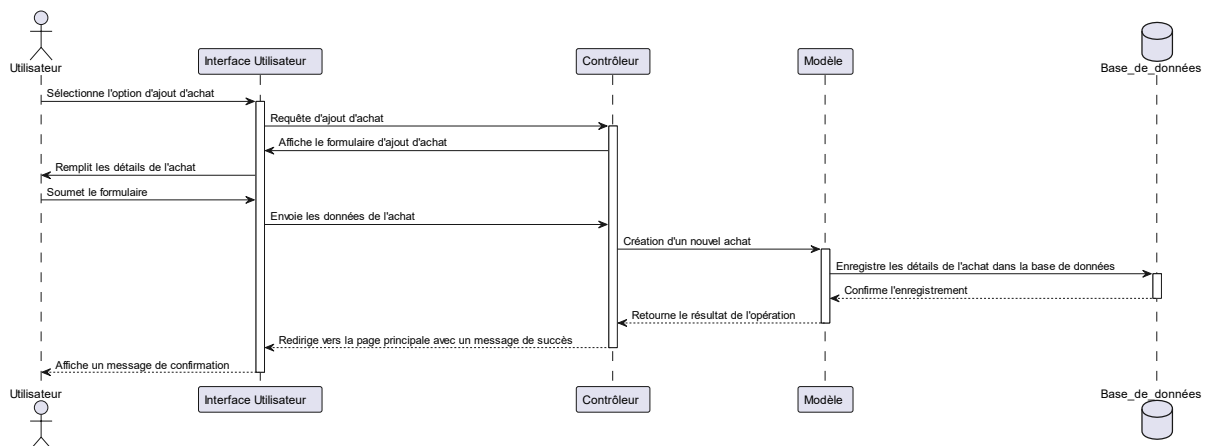 Utilisateur
Interface Utilisateur
Contrôleur
Modèle
Base_de_données
Sélectionne l'option d'ajout d'achat
Requête d'ajout d'achat
Affiche le formulaire d'ajout d'achat
Remplit les détails de l'achat
Soumet le formulaire
Envoie les données de l'achat
Création d'un nouvel achat
Enregistre les détails de l'achat dans la base de données
Confirme l'enregistrement
Retourne le résultat de l'opération
Redirige vers la page principale avec un message de succès
Affiche un message de confirmation
Utilisateur
Interface Utilisateur
Contrôleur
Modèle
Base_de_données